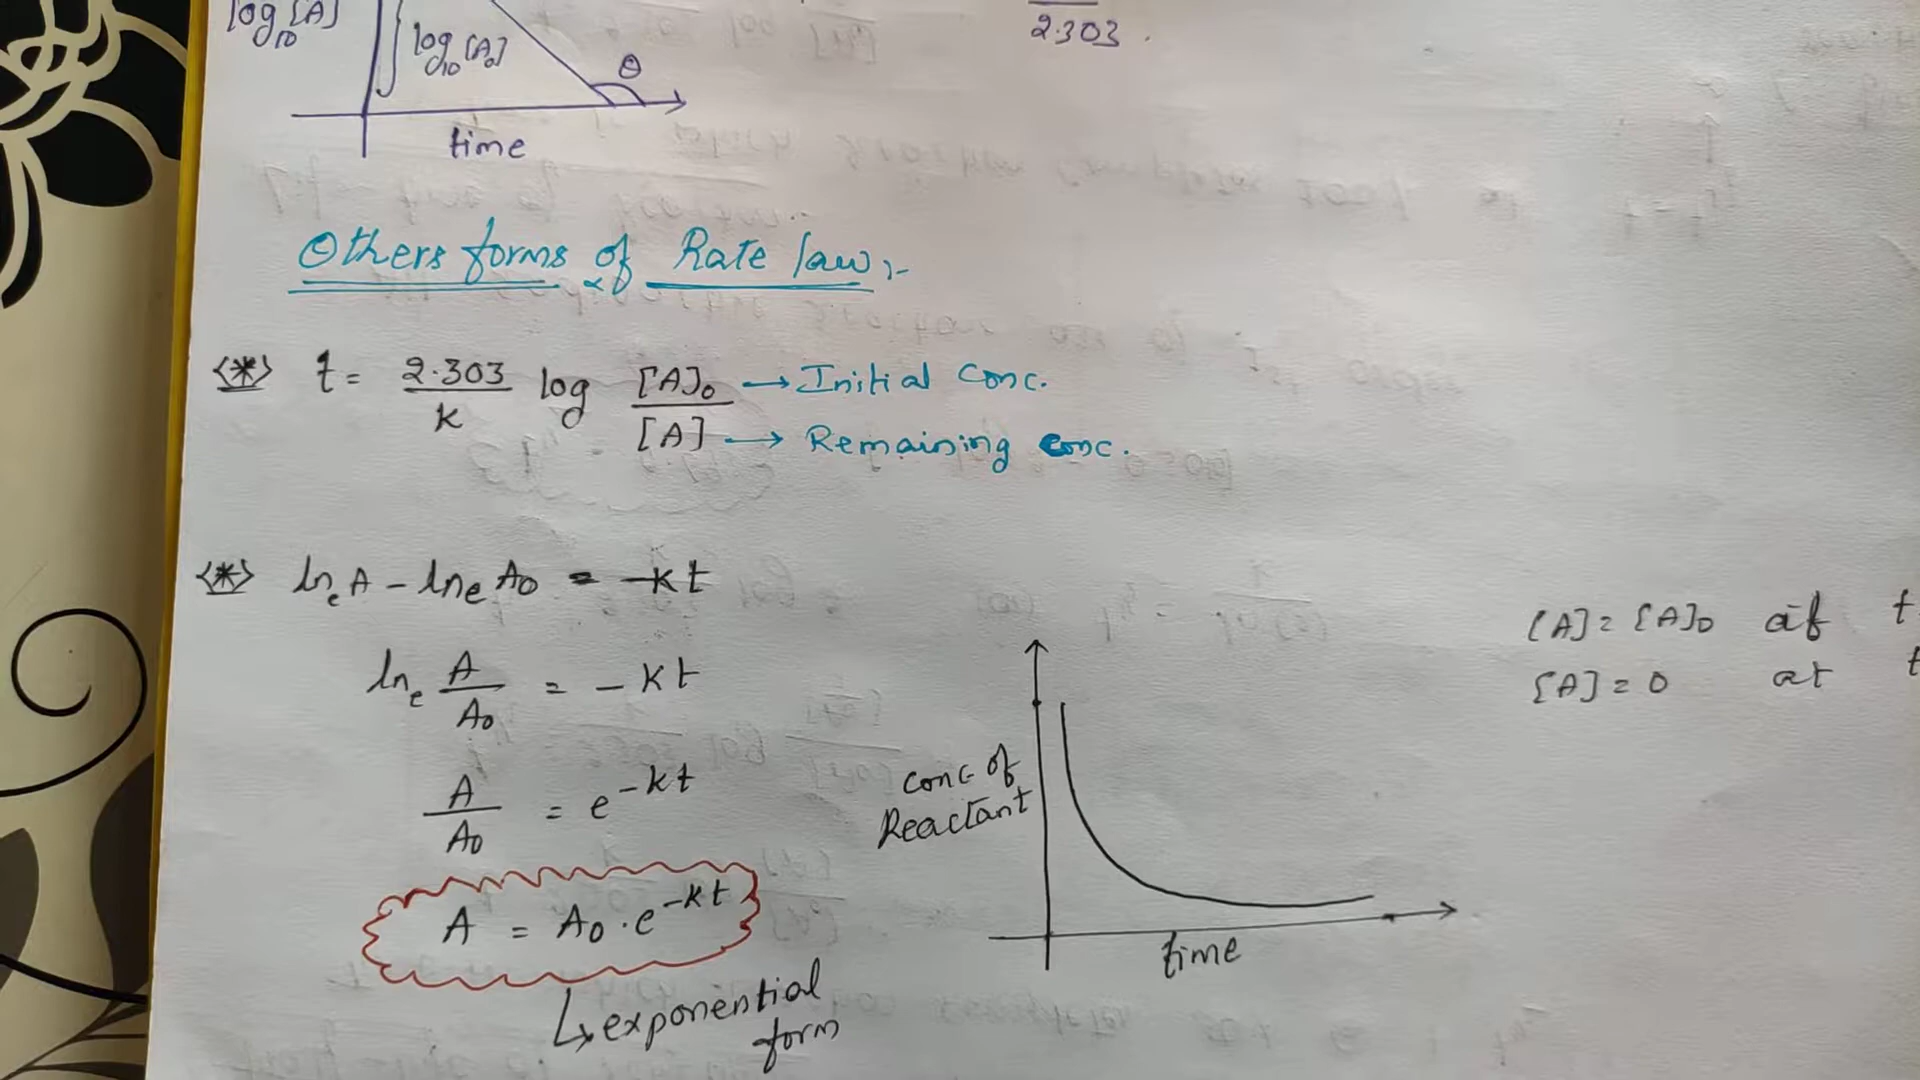 log₁₀[A]
log₁₀[A₀]
θ
time
2.303
Others forms of Rate law :-
<*> t = 2.303/k log [A]₀/[A]
→ Initial Conc.
→ Remaining Conc.
<*> lnₑA - lnₑA₀ = -kt
lnₑ A/A₀ = -kt
A/A₀ = e^-kt
A = A₀ . e^-kt
↳ exponential
form
conc of
Reactant
time
[A] = [A]₀ at t
[A] = 0 at t